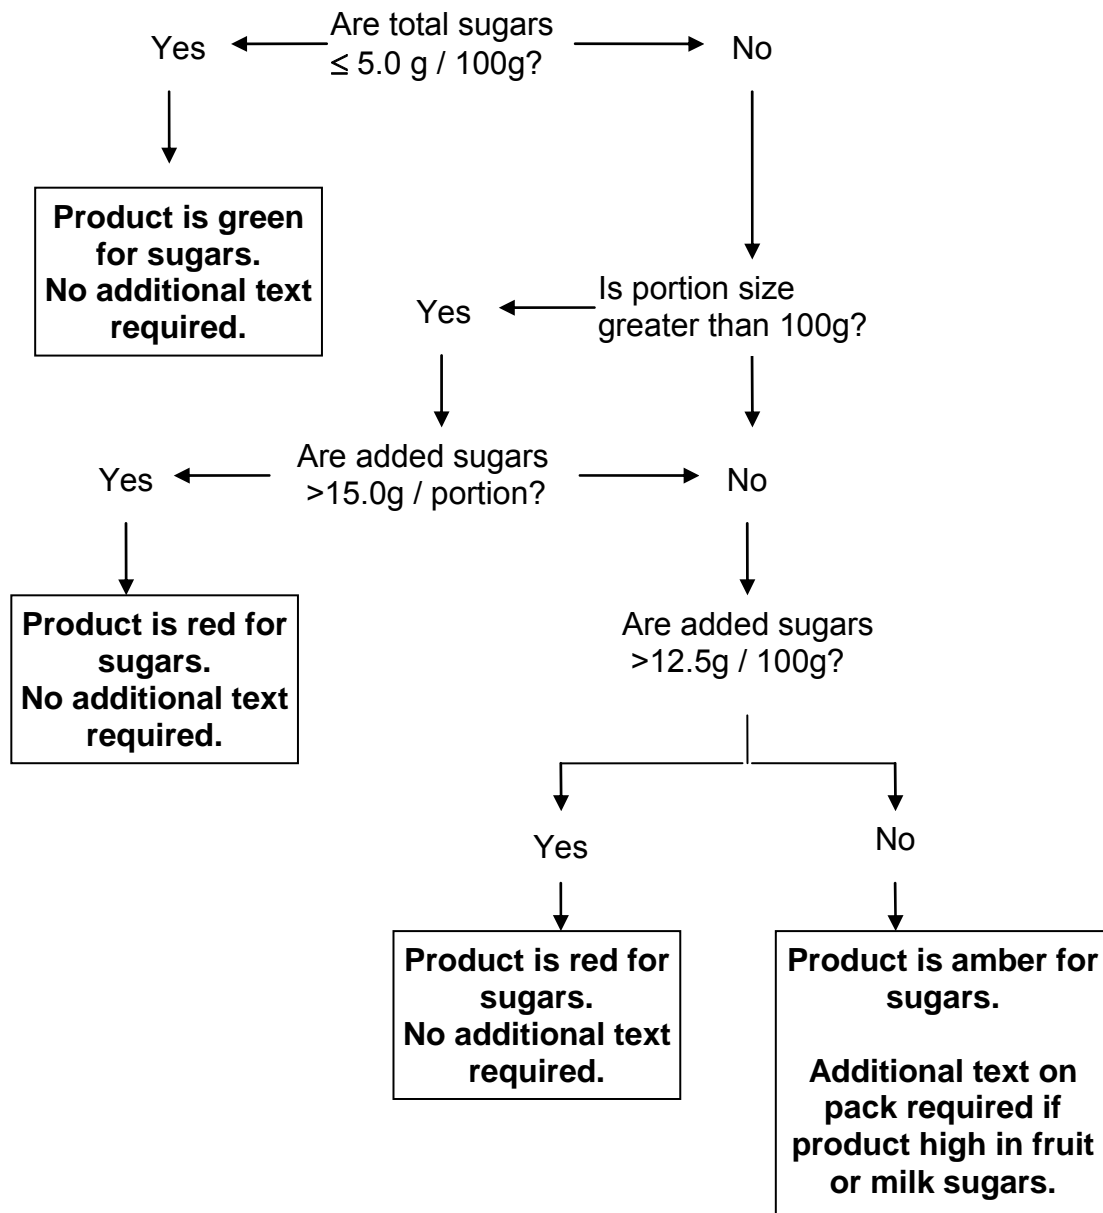 Are total sugars
≤ 5.0 g / 100g?
Yes
No
Product is green
for sugars.
No additional text
required.
Is portion size
greater than 100g?
Yes
Are added sugars
>15.0g / portion?
Yes
No
Product is red for
sugars.
No additional text
required.
Are added sugars
>12.5g / 100g?
Yes
No
Product is red for
sugars.
No additional text
required.
Product is amber for
sugars.
Additional text on
pack required if
product high in fruit
or milk sugars.